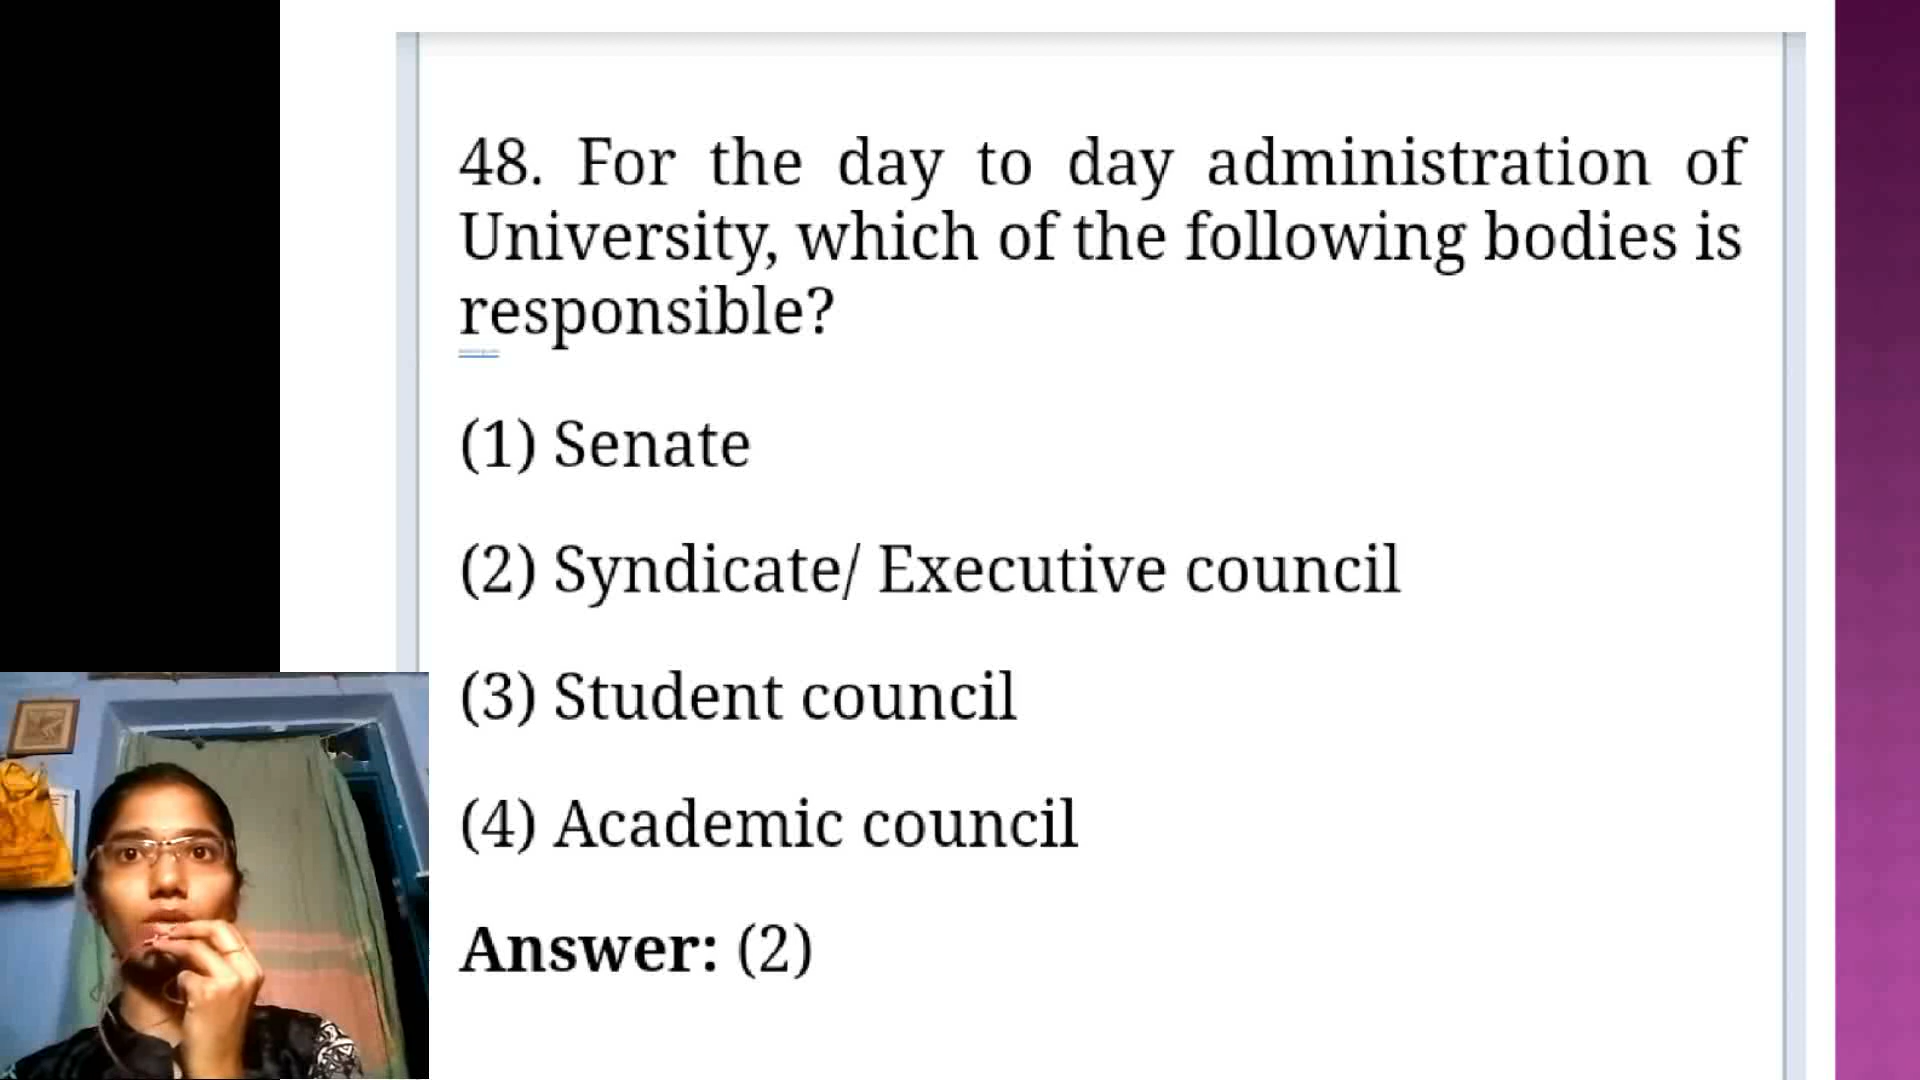 48. For the day to day administration of
University, which of the following bodies is
responsible?
(1) Senate
(2) Syndicate/ Executive council
(3) Student council
(4) Academic council
Answer: (2)